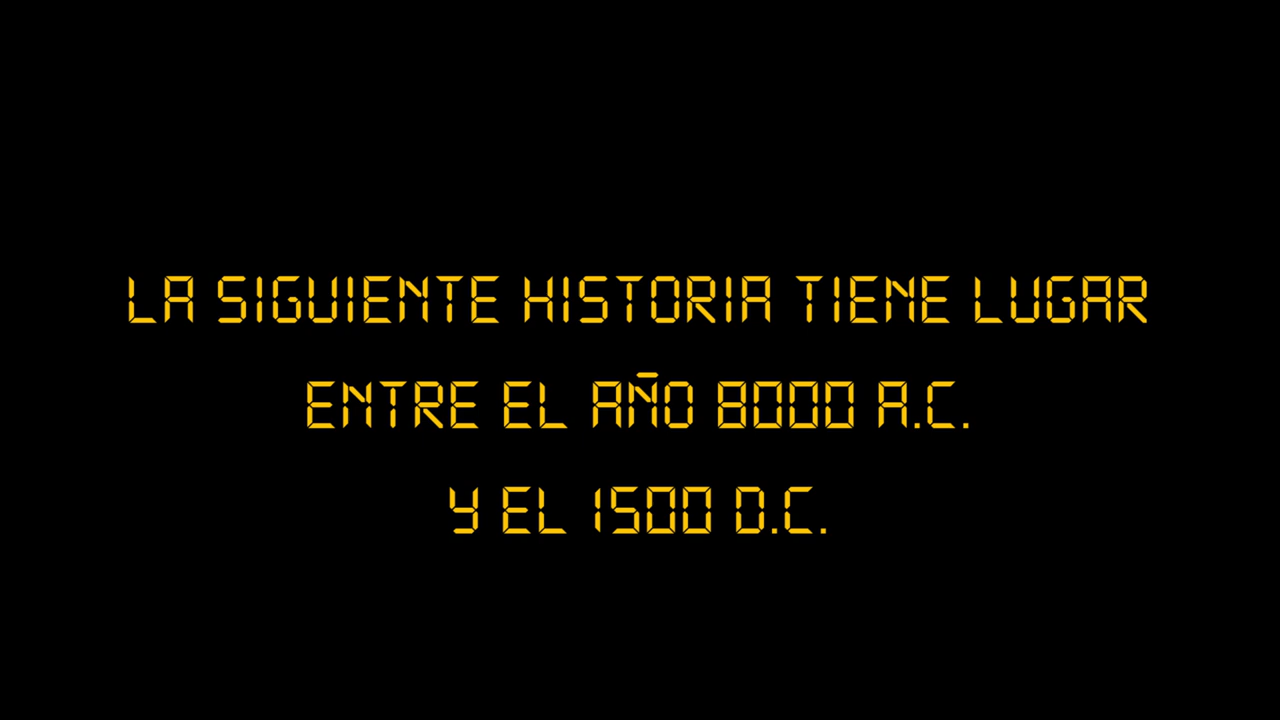 LA SIGUIENTE HISTORIA TIENE LUGAR
ENTRE EL AÑO 8000 A.C.
Y EL 1500 D.C.